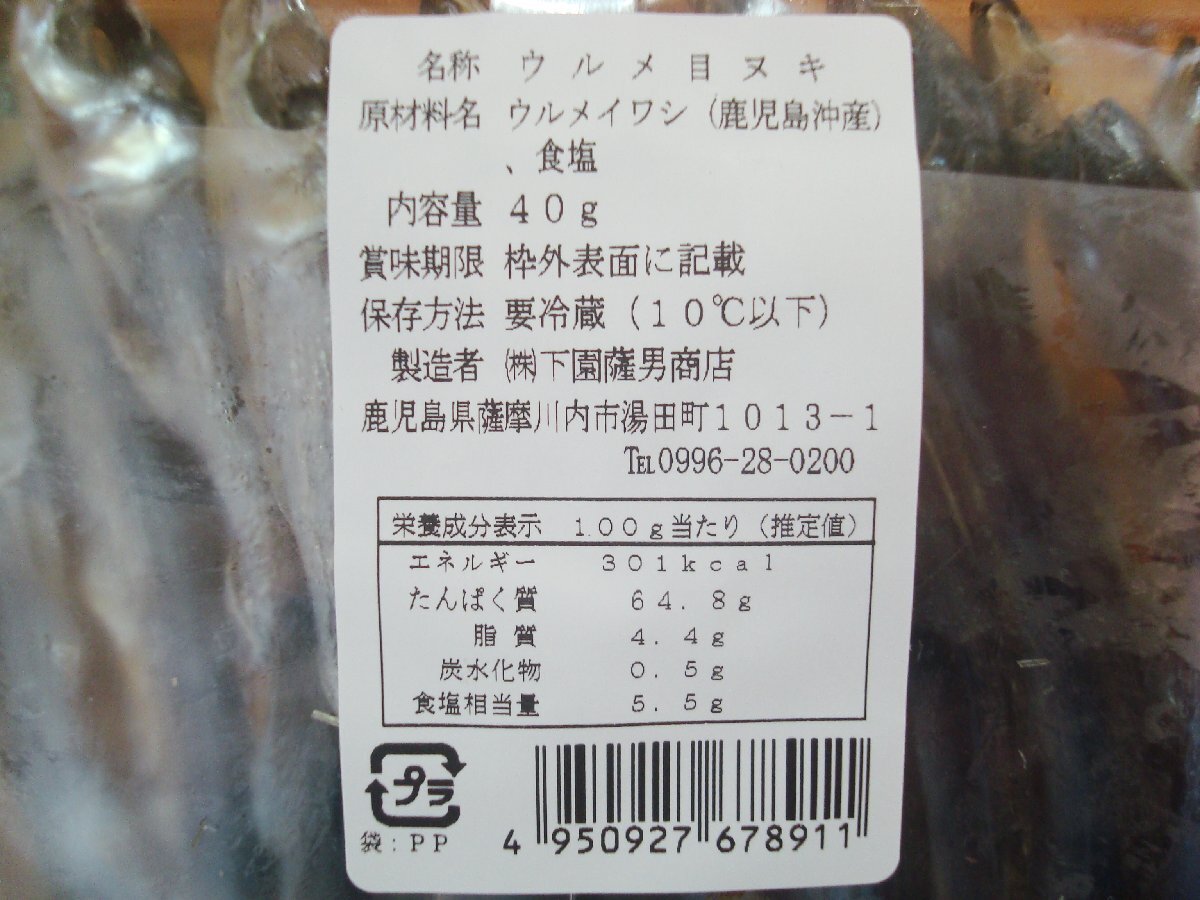 名称 ウルメ目ヌキ
原材料名 ウルメイワシ（鹿児島沖産）
、食塩
内容量 ４０ｇ
賞味期限 枠外表面に記載
保存方法 要冷蔵（１０℃以下）
製造者 ㈱下園薩男商店
鹿児島県薩摩川内市湯田町１０１３－１
℡0996-28-0200
栄養成分表示 １００ｇ当たり（推定値）
エネルギー ３０１ｋｃａｌ
たんぱく質 ６４．８ｇ
脂質 ４．４ｇ
炭水化物 ０．５ｇ
食塩相当量 ５．５ｇ
プラ
袋：ＰＰ
4 950927 678911